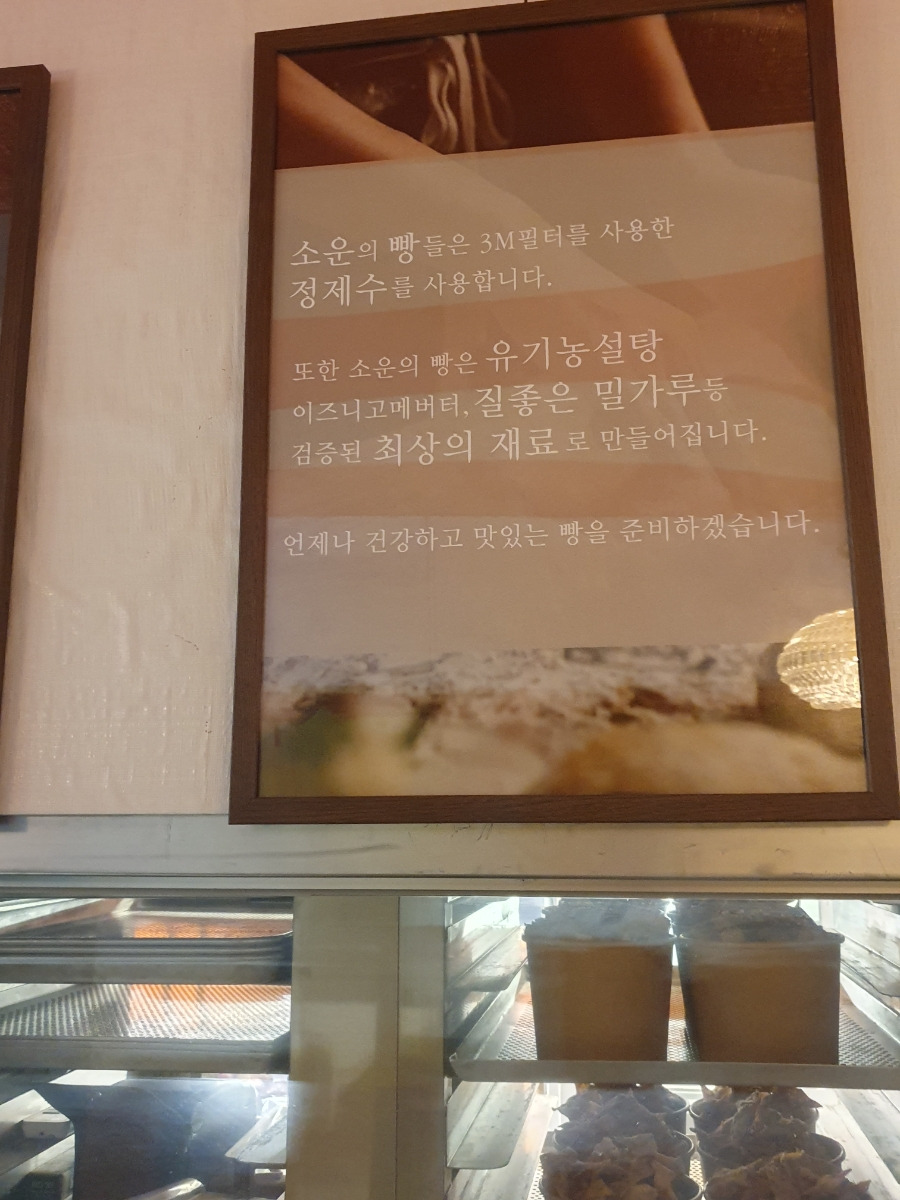 소운의 빵들은 3M필터를 사용한
정제수를 사용합니다.
또한 소운의 빵은 유기농설탕
이즈니고메버터, 질좋은 밀가루등
검증된 최상의 재료로 만들어집니다.
언제나 건강하고 맛있는 빵을 준비하겠습니다.